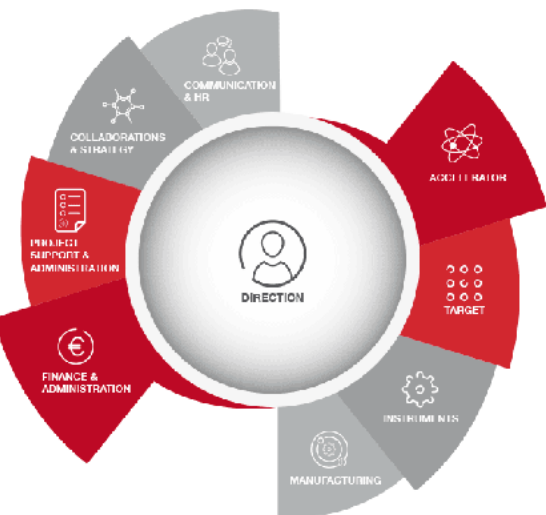 COMMUNICATION
& HR
COLLABORATIONS
& STRATEGY
PROJECT
SUPPORT &
ADMINISTRATION
FINANCE &
ADMINISTRATION
DIRECTION
ACCELERATOR
TARGET
INSTRUMENTS
MANUFACTURING